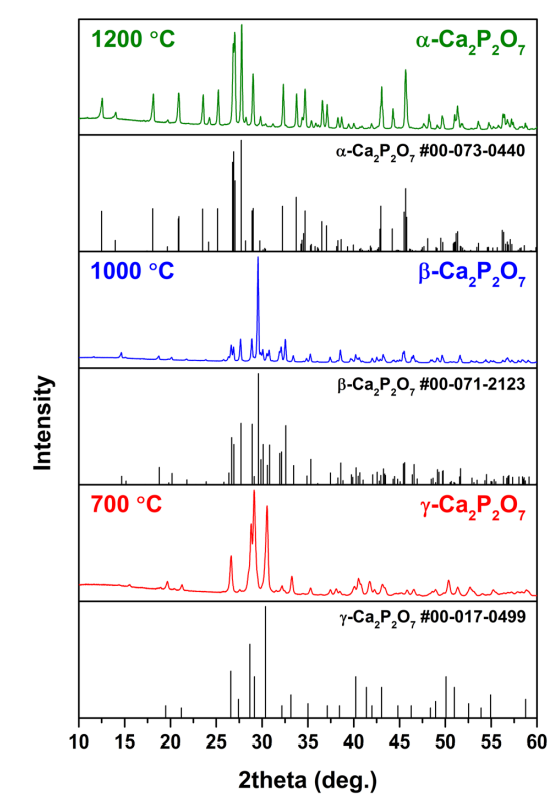 1200 °C
α-Ca₂P₂O₇
α-Ca₂P₂O₇ #00-073-0440
1000 °C
β-Ca₂P₂O₇
β-Ca₂P₂O₇ #00-071-2123
700 °C
γ-Ca₂P₂O₇
γ-Ca₂P₂O₇ #00-017-0499
Intensity
10 15 20 25 30 35 40 45 50 55 60
2theta (deg.)